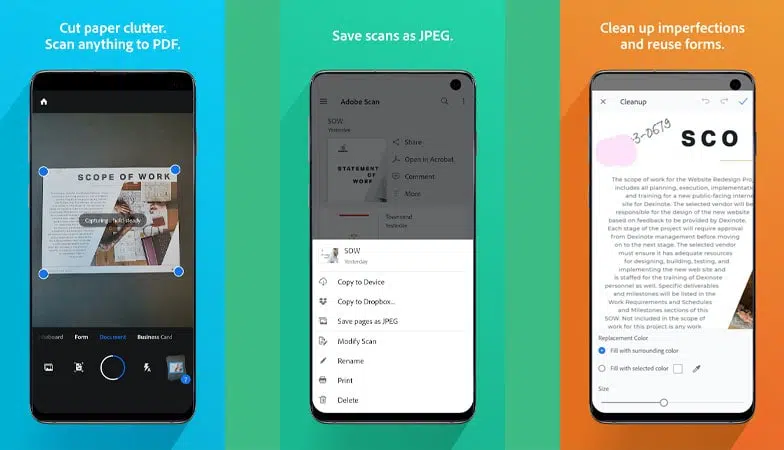 Cut paper clutter.
Scan anything to PDF.
SCOPE OF WORK
Capturing
hold steady
Form
Document
Business Card
7
Save scans as JPEG.
Adobe Scan
SOW
Yesterday
STATEMENT
OF
WORK
Share
Open in Acrobat
Comment
More
Townsend
Yesterday
SOW
Yesterday
Copy to Device
Copy to Dropbox...
Save pages as JPEG
Modify Scan
Rename
Print
Delete
Clean up imperfections
and reuse forms.
Cleanup
3-0679
SCO
The scope of work for the Website Redesign Proj
includes all planning, execution, implementati
and training for a new public-facing interne
site for Dexinote. The selected vendor will be
responsible for the design of the new website
based on feedback to be provided by Dexinote.
Each stage of the project will require approval
from Dexinote management before moving
on to the next stage. The selected vendor
must ensure it has adequate resources
for designing, building, testing, and
implementing the new web site and
is staffed for the training of Dexinote
personnel as well. Specific deliverables
and milestones will be listed in the
Work Requirements and Schedules
and Milestones sections of this
SOW. Not included in the scope of
work for this project is any work
Replacement Color
Fill with surrounding color
Fill with selected color
Size